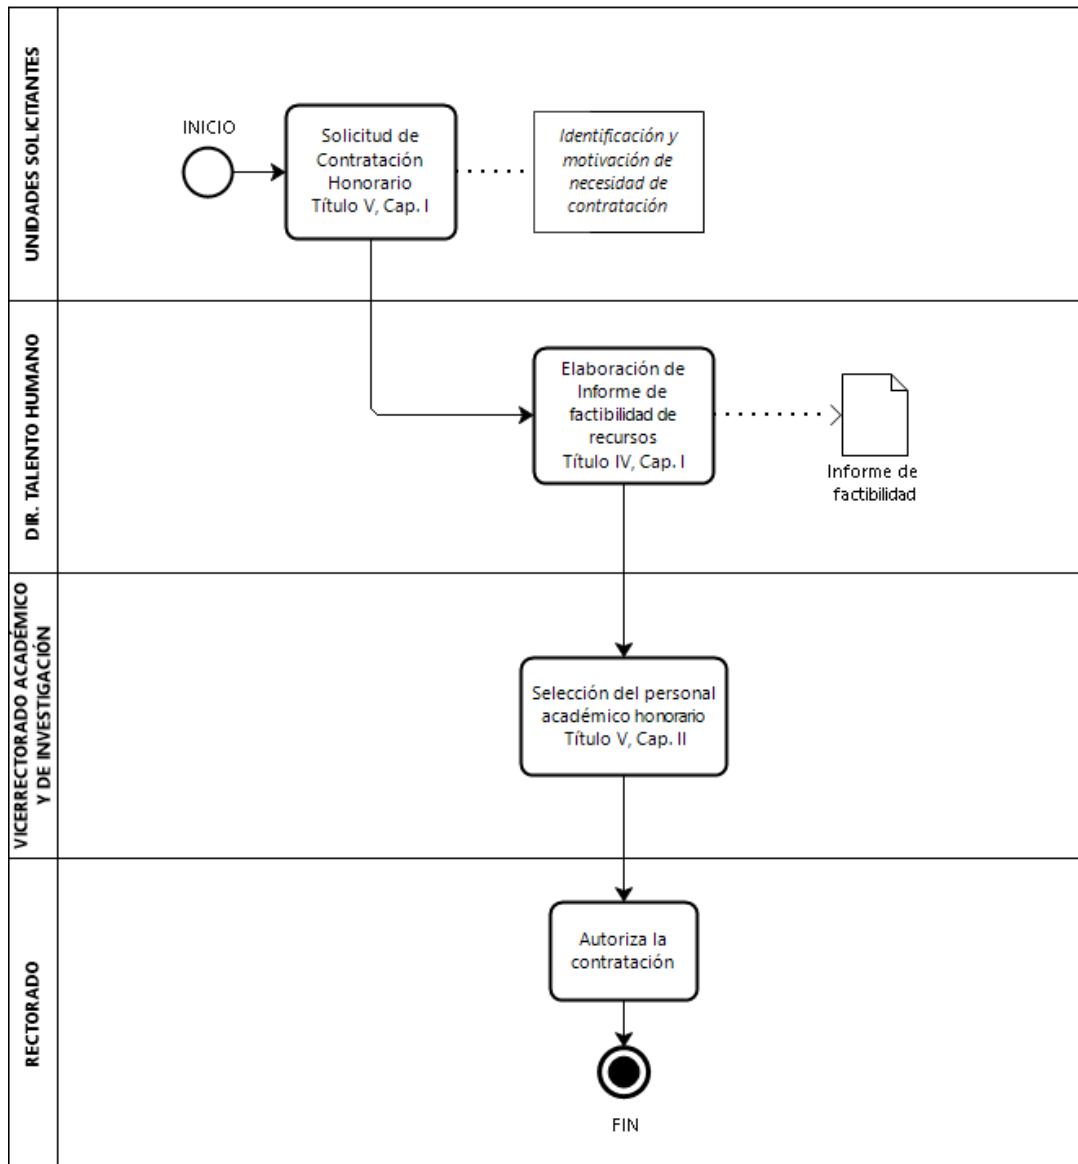 UNIDADES SOLICITANTES
INICIO
Solicitud de
Contratación
Honorario
Título V, Cap. I
Identificación y
motivación de
necesidad de
contratación
DIR. TALENTO HUMANO
Elaboración de
Informe de
factibilidad de
recursos
Título IV, Cap. I
Informe de
factibilidad
VICERRECTORADO ACADÉMICO
Y DE INVESTIGACIÓN
Selección del personal
académico honorario
Título V, Cap. II
RECTORADO
Autoriza la
contratación
FIN